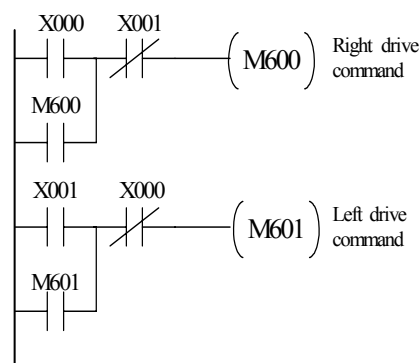 X000 X001
M600 Right drive
command
M600
X001 X000
M601 Left drive
command
M601